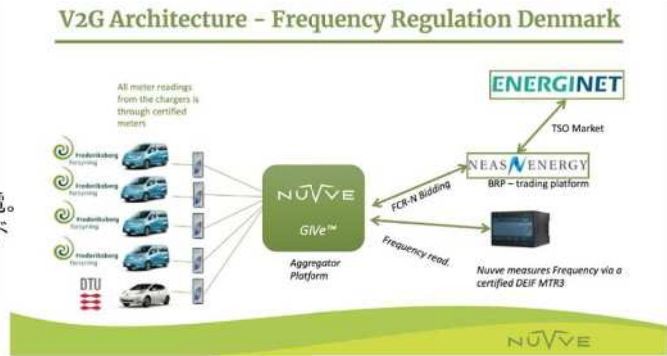 V2G Architecture – Frequency Regulation Denmark
All meter readings
from the chargers is
through certified
meters
Frederiksberg
Forsyning
Frederiksberg
Forsyning
Frederiksberg
Forsyning
Frederiksberg
Forsyning
DTU
NUVVE
GIVe™
Aggregator
Platform
ENERGINET
TSO Market
NEAS ENERGY
BRP – trading platform
FCR-N Bidding
Frequency read.
Nuvve measures Frequency via a
certified DEIF MTR3
NUVVE